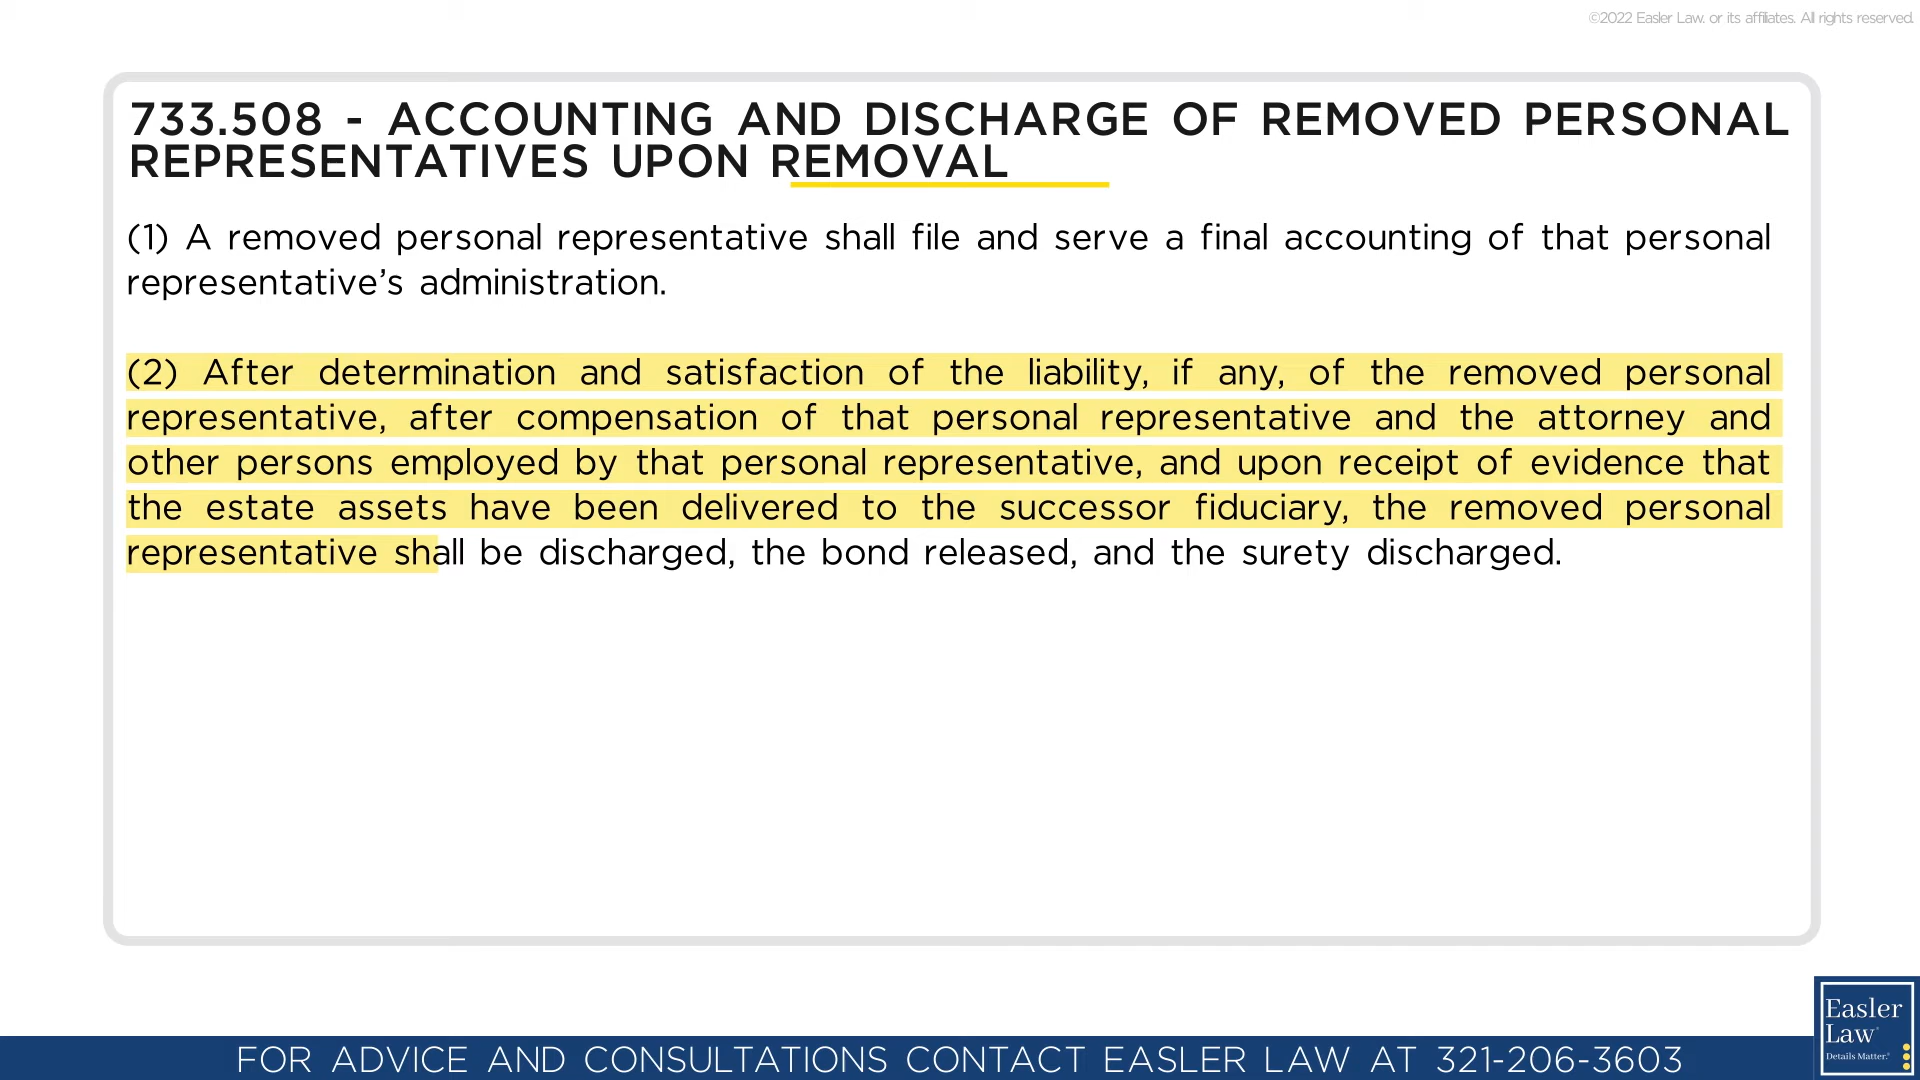 ©2022 Easler Law. or its affiliates. All rights reserved.
733.508 - ACCOUNTING AND DISCHARGE OF REMOVED PERSONAL
REPRESENTATIVES UPON REMOVAL
(1) A removed personal representative shall file and serve a final accounting of that personal
representative’s administration.
(2) After determination and satisfaction of the liability, if any, of the removed personal
representative, after compensation of that personal representative and the attorney and
other persons employed by that personal representative, and upon receipt of evidence that
the estate assets have been delivered to the successor fiduciary, the removed personal
representative shall be discharged, the bond released, and the surety discharged.
Easler
Law
Details Matter.®
FOR ADVICE AND CONSULTATIONS CONTACT EASLER LAW AT 321-206-3603